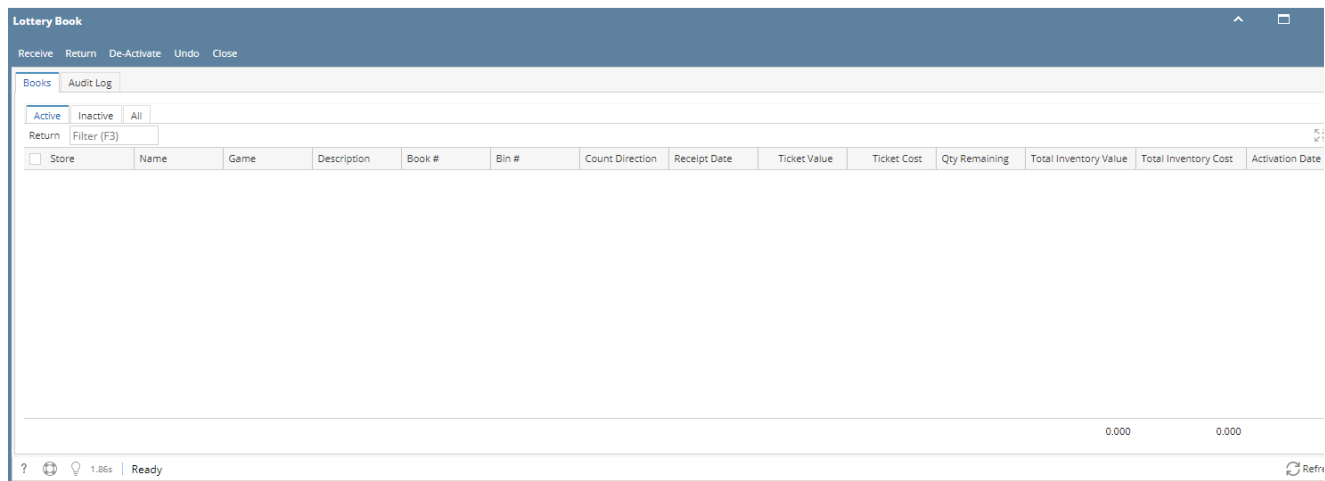 Lottery Book
Receive Return De-Activate Undo Close
Books Audit Log
Active Inactive All
Return Filter (F3)
Store Name Game Description Book # Bin # Count Direction Receipt Date Ticket Value Ticket Cost Qty Remaining Total Inventory Value Total Inventory Cost Activation Date
0.000 0.000
? 1.86s Ready Refre